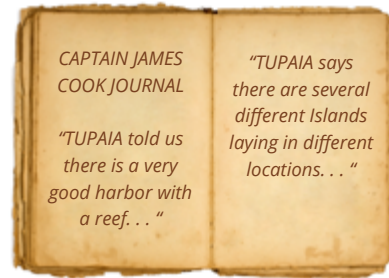 CAPTAIN JAMES
COOK JOURNAL
“TUPAIA told us
there is a very
good harbor with
a reef. . . “
“TUPAIA says
there are several
different Islands
laying in different
locations. . . “